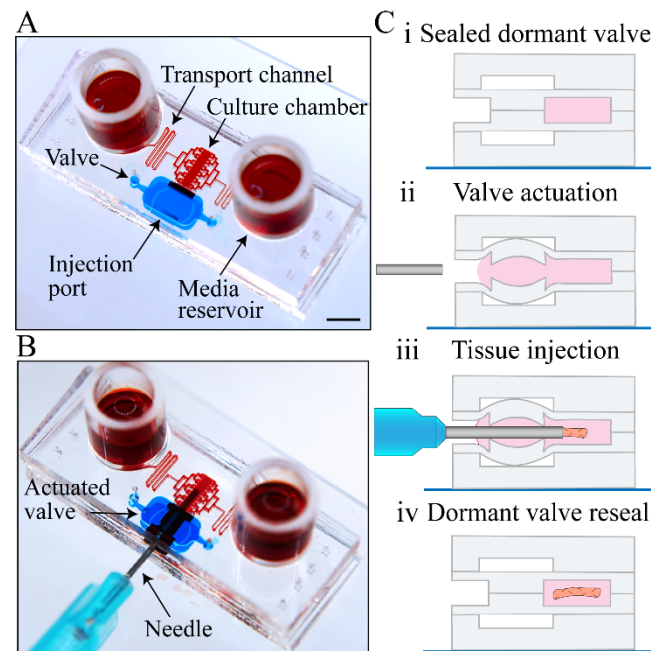 A
Transport channel
Culture chamber
Valve
Injection
port
Media
reservoir
B
Actuated
valve
Needle
C
i Sealed dormant valve
ii Valve actuation
iii Tissue injection
iv Dormant valve reseal